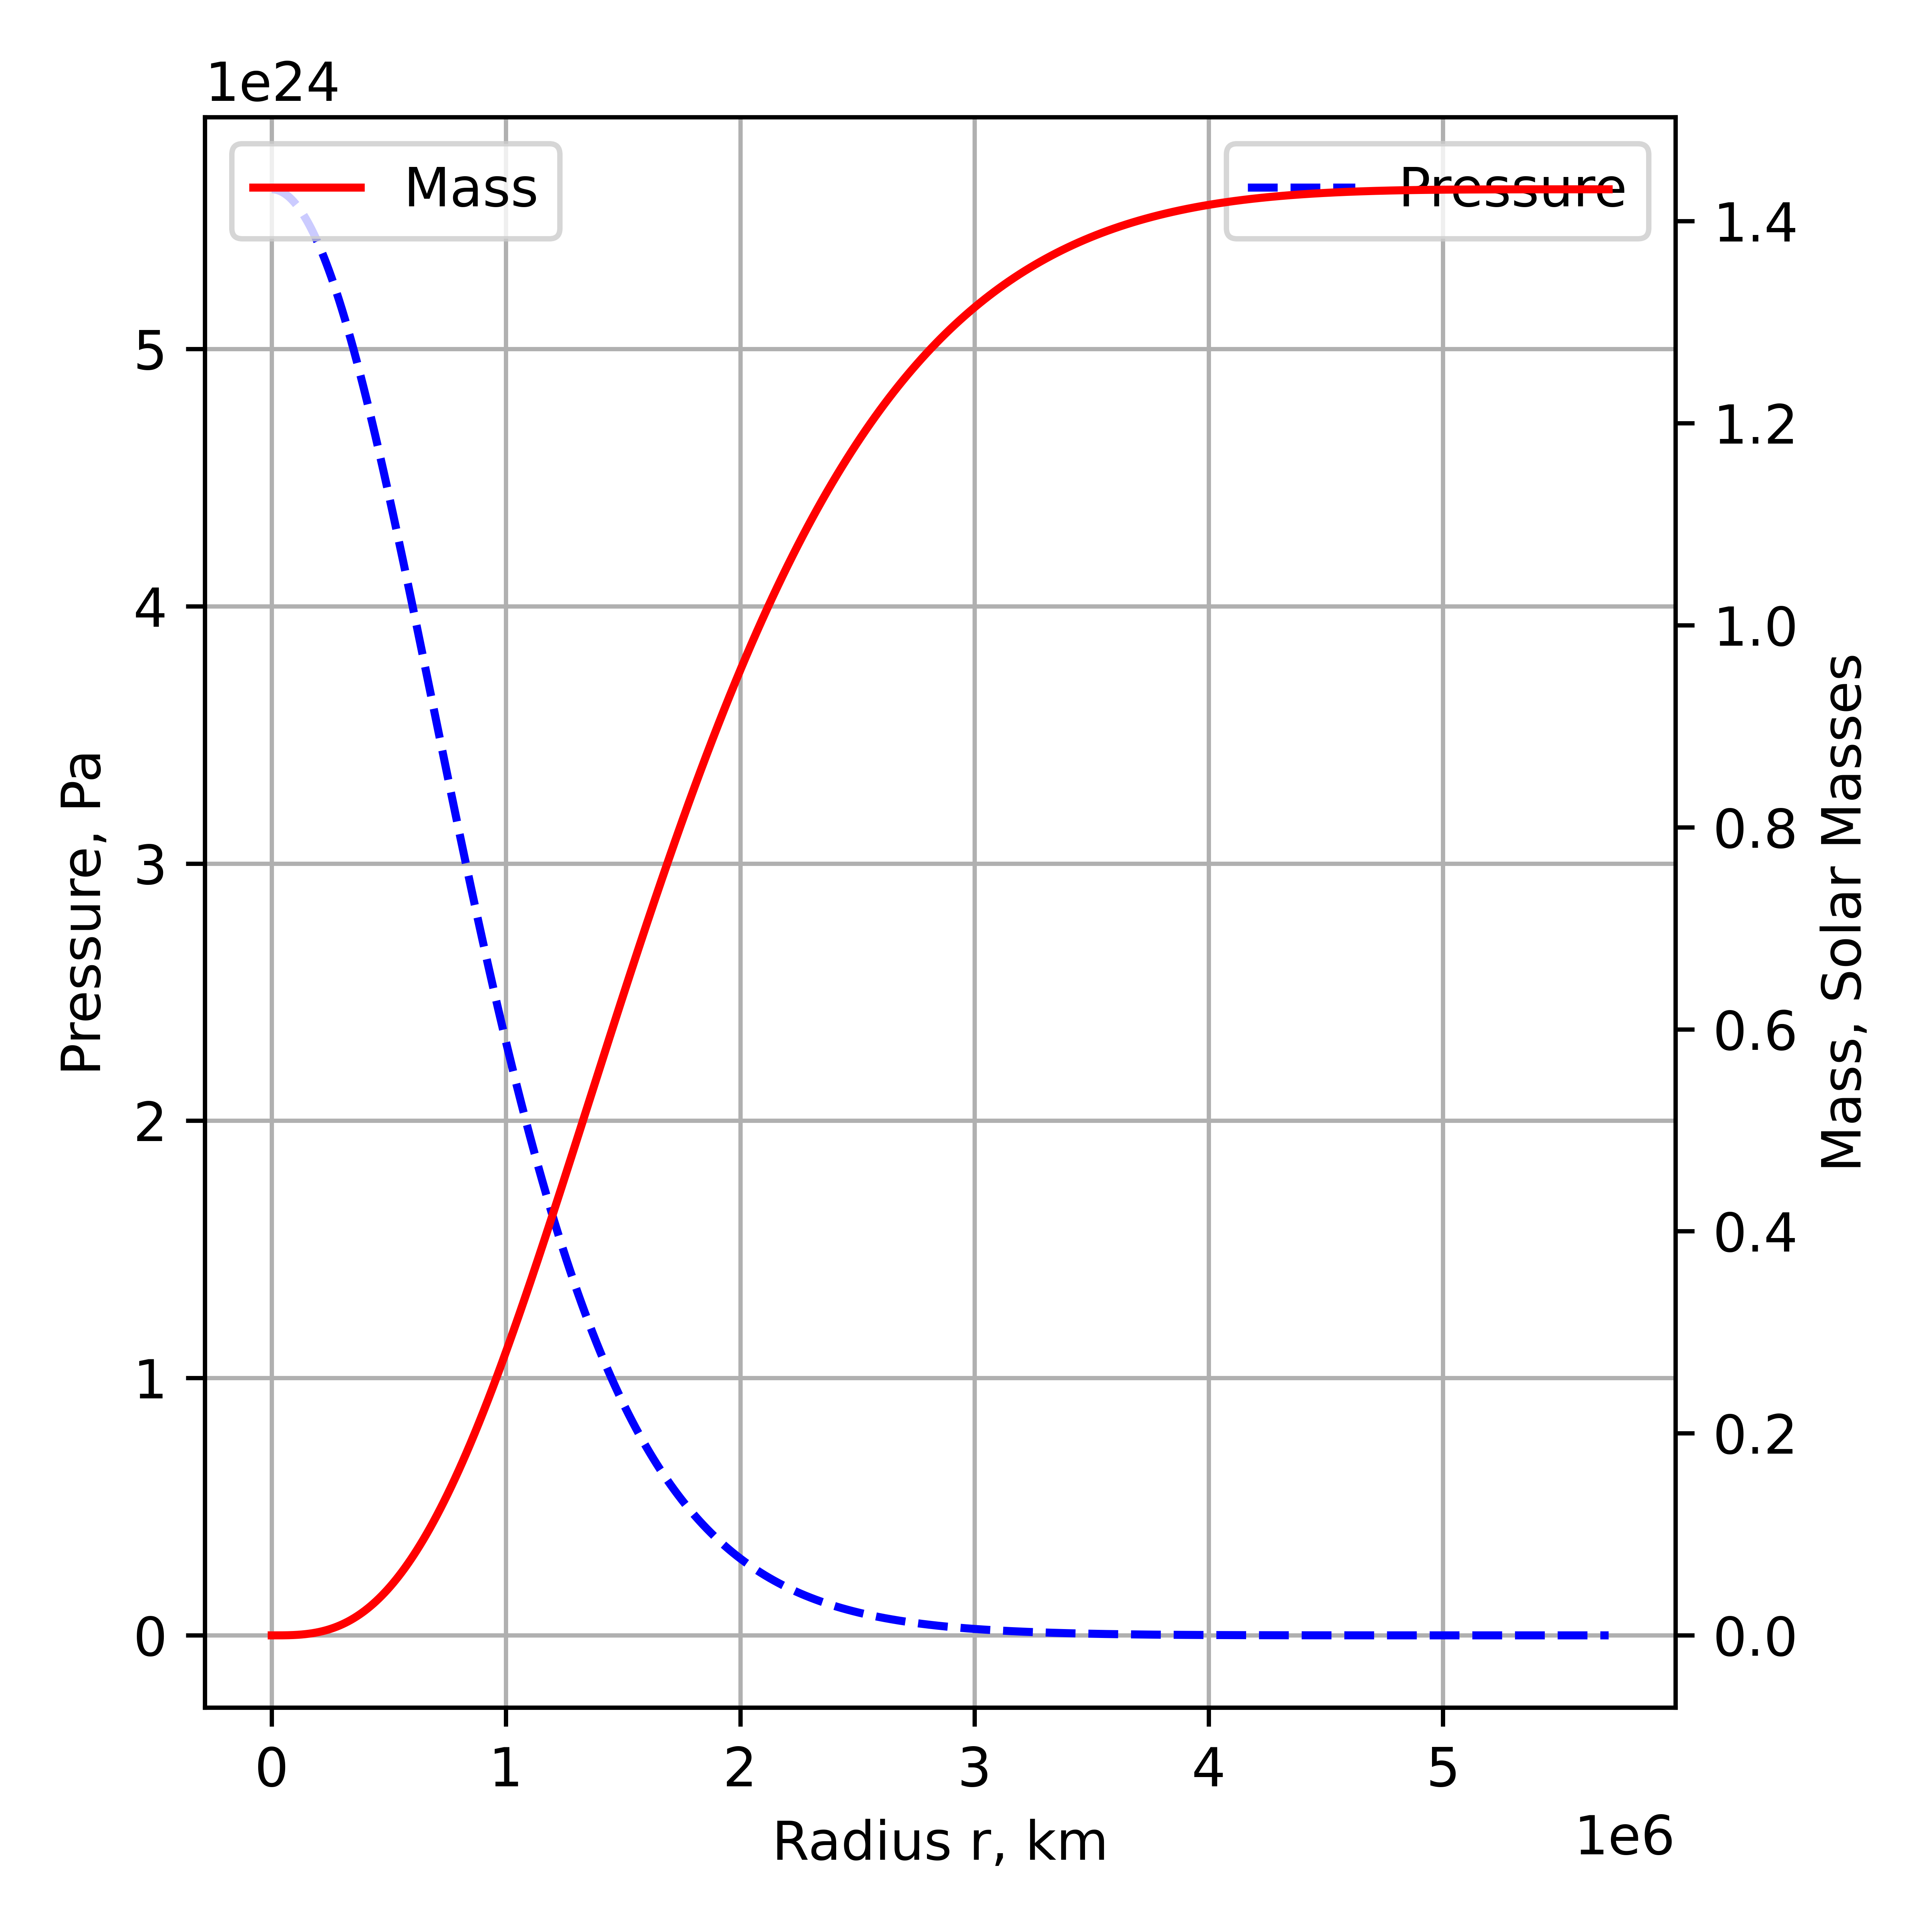 1e24
Mass
Pressure
5
4
3
2
1
0
Pressure, Pa
1.4
1.2
1.0
0.8
0.6
0.4
0.2
0.0
Mass, Solar Masses
0 1 2 3 4 5
1e6
Radius r, km